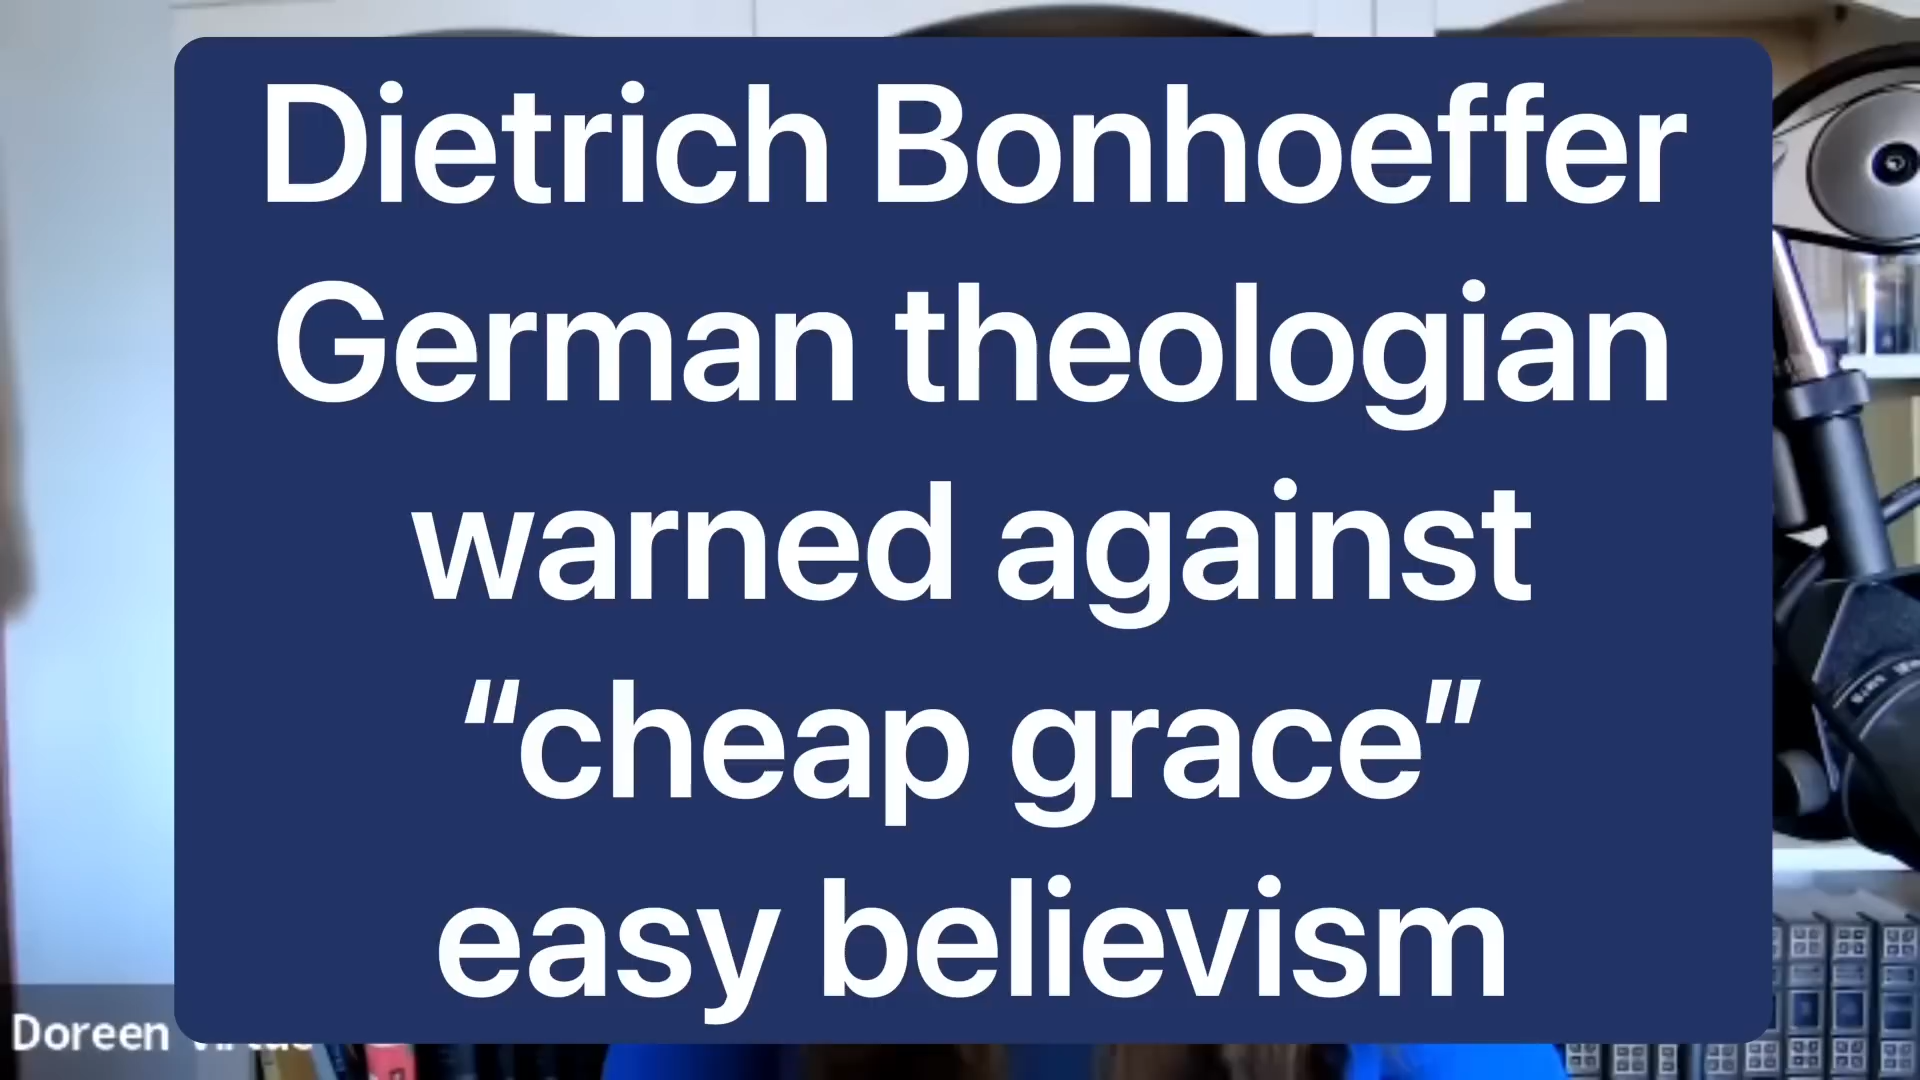 Dietrich Bonhoeffer
German theologian
warned against
“cheap grace”
easy believism
Doreen